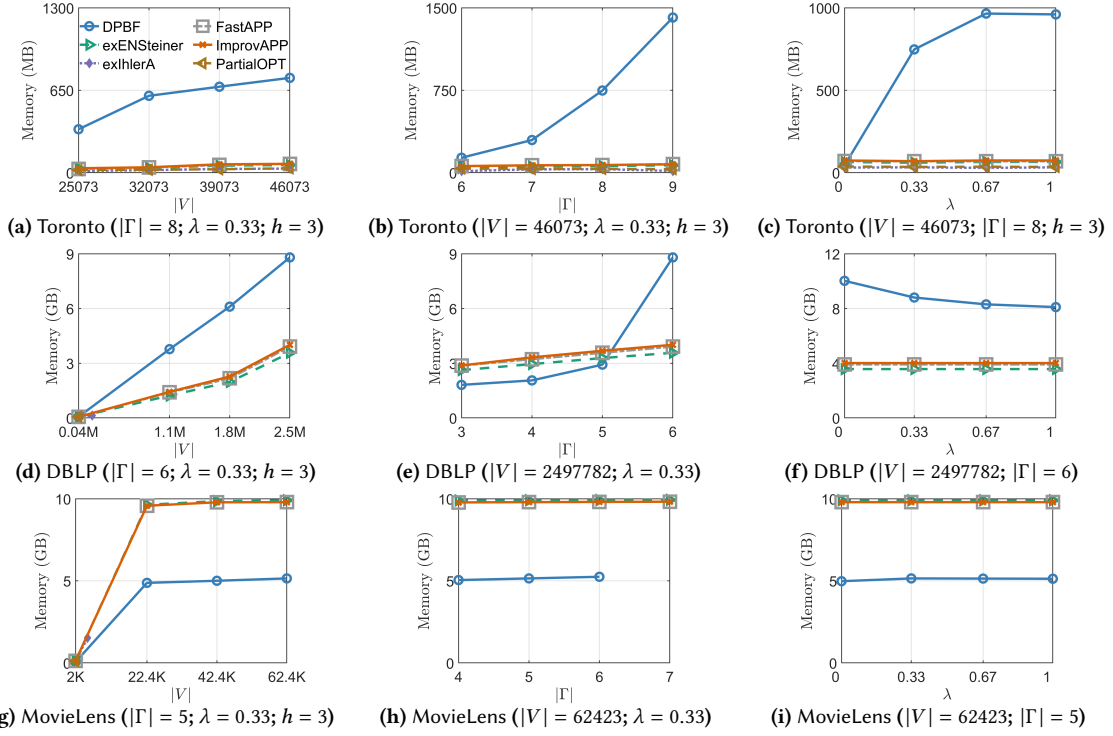 1300
650
0
Memory (MB)
DPBF
exENSteiner
exIhlerA
FastAPP
ImprovAPP
PartialOPT
25073 32073 39073 46073
|V|
(a) Toronto (|Γ| = 8; λ = 0.33; h = 3)
1500
750
0
Memory (MB)
6 7 8 9
|Γ|
(b) Toronto (|V| = 46073; λ = 0.33; h = 3)
1000
500
0
Memory (MB)
0 0.33 0.67 1
λ
(c) Toronto (|V| = 46073; |Γ| = 8; h = 3)
9
6
3
0
Memory (GB)
0.04M 1.1M 1.8M 2.5M
|V|
(d) DBLP (|Γ| = 6; λ = 0.33; h = 3)
9
6
3
0
Memory (GB)
3 4 5 6
|Γ|
(e) DBLP (|V| = 2497782; λ = 0.33)
12
8
4
0
Memory (GB)
0 0.33 0.67 1
λ
(f) DBLP (|V| = 2497782; |Γ| = 6)
10
5
0
Memory (GB)
2K 22.4K 42.4K 62.4K
|V|
g) MovieLens (|Γ| = 5; λ = 0.33; h = 3)
10
5
0
Memory (GB)
4 5 6 7
|Γ|
(h) MovieLens (|V| = 62423; λ = 0.33)
10
5
0
Memory (GB)
0 0.33 0.67 1
λ
(i) MovieLens (|V| = 62423; |Γ| = 5)